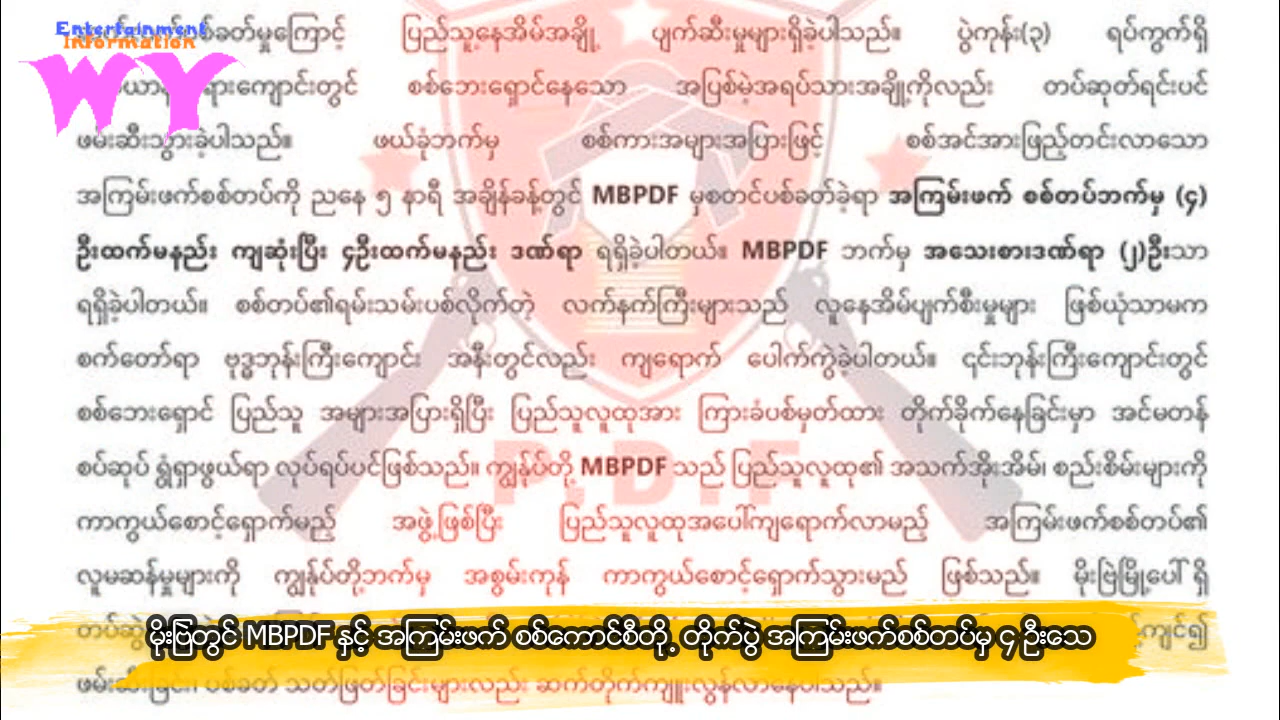 Entertainment
Information
WY
ပြည်သူ့နေအိမ်အချို့ ပျက်ဆီးမှုများရှိခဲ့ပါသည်။ ပွဲကုန်း(၃) ရပ်ကွက်ရှိ
စစ်ဘေးရှောင်နေသော အပြစ်မဲ့အရပ်သားအချို့ကိုလည်း တပ်ဆုတ်ရင်းပင်
ဖမ်းဆီးသွားခဲ့ပါသည်။ ဖယ်ခုံဘက်မှ စစ်ကားအများအပြားဖြင့် စစ်အင်အားဖြည့်တင်းလာသော
အကြမ်းဖက်စစ်တပ်ကို ညနေ ၅ နာရီ အချိန်ခန့်တွင် MBPDF မှစတင်ပစ်ခတ်ခဲ့ရာ အကြမ်းဖက် စစ်တပ်ဘက်မှ (၄)
ဦးထက်မနည်း ကျဆုံးပြီး ၄ဦးထက်မနည်း ဒဏ်ရာ ရရှိခဲ့ပါတယ်။ MBPDF ဘက်မှ အသေးစားဒဏ်ရာ (၂)ဦးသာ
ရရှိခဲ့ပါတယ်။ စစ်တပ်၏ရမ်းသမ်းပစ်လိုက်တဲ့ လက်နက်ကြီးများသည် လူနေအိမ်ပျက်စီးမှုများ ဖြစ်ယုံသာမက
စက်တော်ရာ ဗုဒ္ဓဘုန်းကြီးကျောင်း အနီးတွင်လည်း ကျရောက် ပေါက်ကွဲခဲ့ပါတယ်။ ၎င်းဘုန်းကြီးကျောင်းတွင်
စစ်ဘေးရှောင် ပြည်သူ အများအပြားရှိပြီး ပြည်သူလူထုအား ကြားခံပစ်မှတ်ထား တိုက်ခိုက်နေခြင်းမှာ အင်မတန်
စပ်ဆုပ် ရွံရှာဖွယ်ရာ လုပ်ရပ်ပင်ဖြစ်သည်။ ကျွန်ုပ်တို့ MBPDF သည် ပြည်သူလူထု၏ အသက်အိုးအိမ်၊ စည်းစိမ်းများကို
ကာကွယ်စောင့်ရှောက်မည့် အဖွဲ့ဖြစ်ပြီး ပြည်သူလူထုအပေါ်ကျရောက်လာမည့် အကြမ်းဖက်စစ်တပ်၏
လူမဆန်မှုများကို ကျွန်ုပ်တို့ဘက်မှ အစွမ်းကုန် ကာကွယ်စောင့်ရှောက်သွားမည် ဖြစ်သည်။ မိုးဗြဲမြို့ပေါ်ရှိ
P.D.F
မိုးဗြဲတွင် MBPDF နှင့် အကြမ်းဖက် စစ်ကောင်စီတို့ တိုက်ပွဲ အကြမ်းဖက်စစ်တပ်မှ ၄ ဦးသေ
ပစ်ခတ် သတ်ဖြတ်ခြင်းများလည်း ဆက်တိုက်ကျူးလွန်လာနေပါသည်။